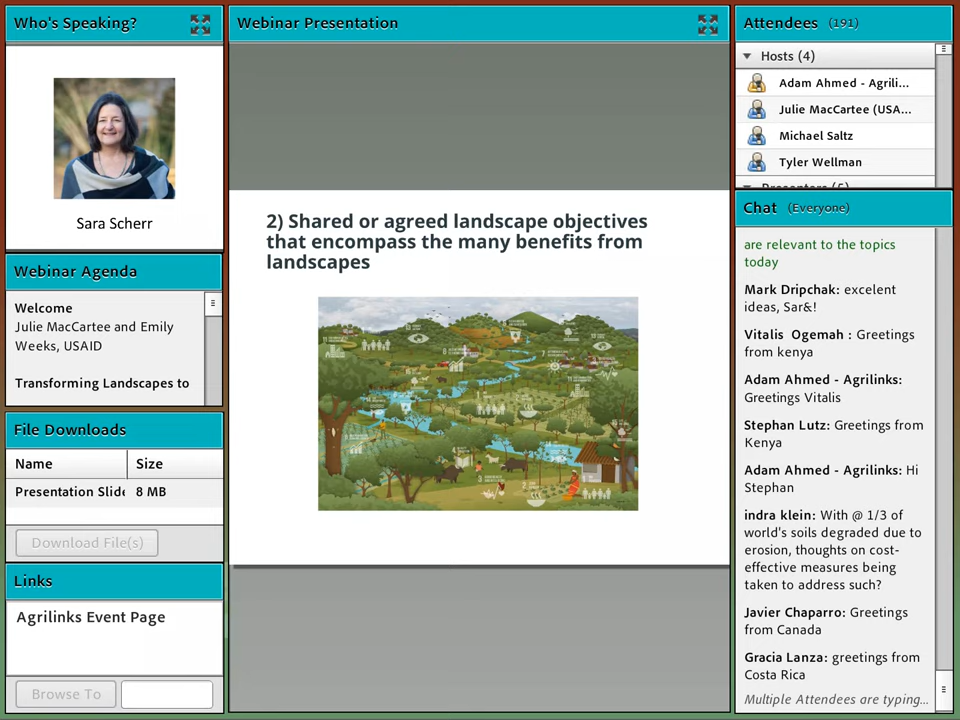 Who's Speaking?
Sara Scherr
Webinar Agenda
Welcome
Julie MacCartee and Emily
Weeks, USAID
Transforming Landscapes to
File Downloads
Name Size
Presentation Slide 8 MB
Download File(s)
Links
Agrilinks Event Page
Browse To
Webinar Presentation
2) Shared or agreed landscape objectives
that encompass the many benefits from
landscapes
Attendees (191)
Hosts (4)
Adam Ahmed - Agrili...
Julie MacCartee (USA...
Michael Saltz
Tyler Wellman
Presenters (5)
Chat (Everyone)
are relevant to the topics
today
Mark Dripchak: excelent
ideas, Sar&!
Vitalis Ogemah : Greetings
from kenya
Adam Ahmed - Agrilinks:
Greetings Vitalis
Stephan Lutz: Greetings from
Kenya
Adam Ahmed - Agrilinks: Hi
Stephan
indra klein: With @ 1/3 of
world's soils degraded due to
erosion, thoughts on cost-
effective measures being
taken to address such?
Javier Chaparro: Greetings
from Canada
Gracia Lanza: greetings from
Costa Rica
Multiple Attendees are typing...